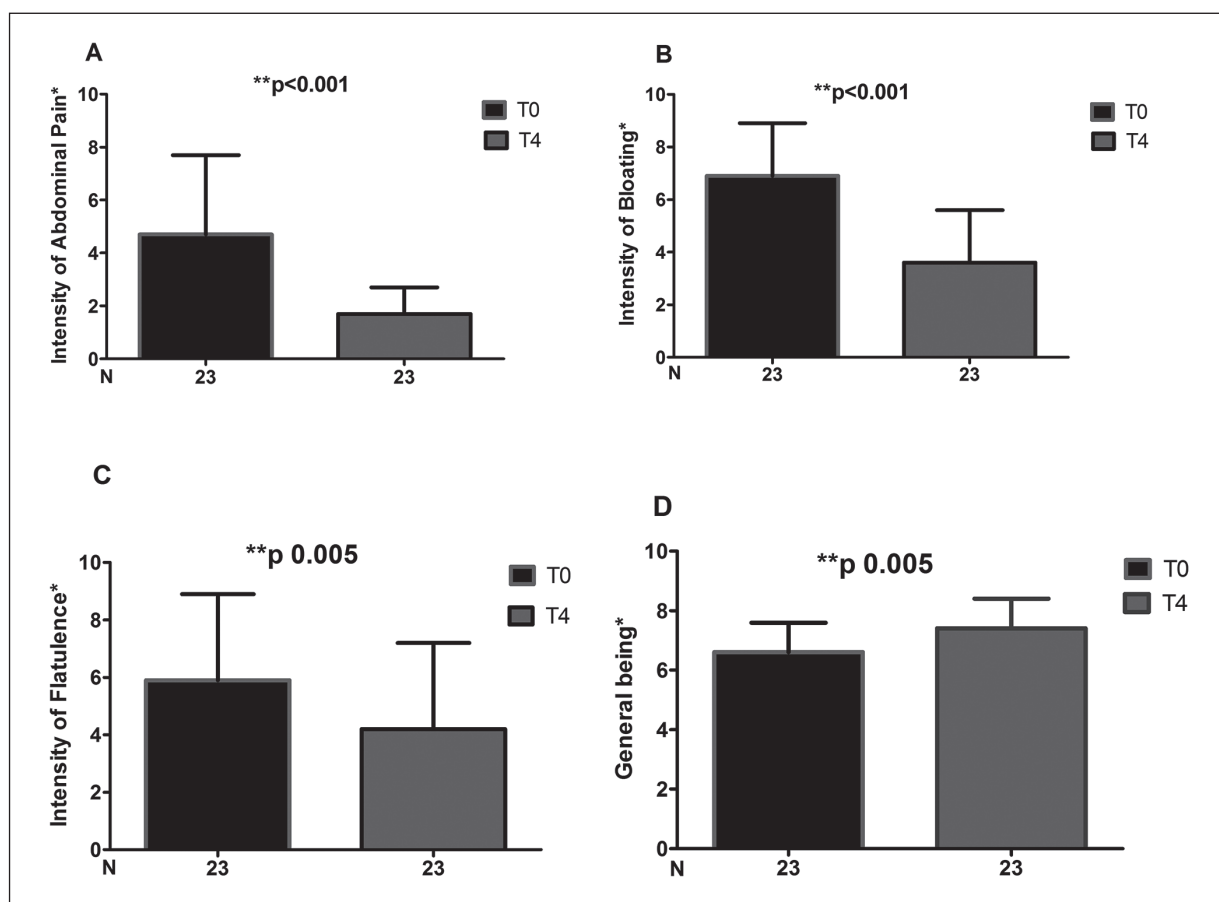 A
**p<0.001
Intensity of Abdominal Pain*
10
8
6
4
2
0
N 23 23
T0
T4
B
**p<0.001
Intensity of Bloating*
10
8
6
4
2
0
N 23 23
T0
T4
C
**p 0.005
Intensity of Flatulence*
10
8
6
4
2
0
N 23 23
T0
T4
D
**p 0.005
General being*
10
8
6
4
2
0
N 23 23
T0
T4